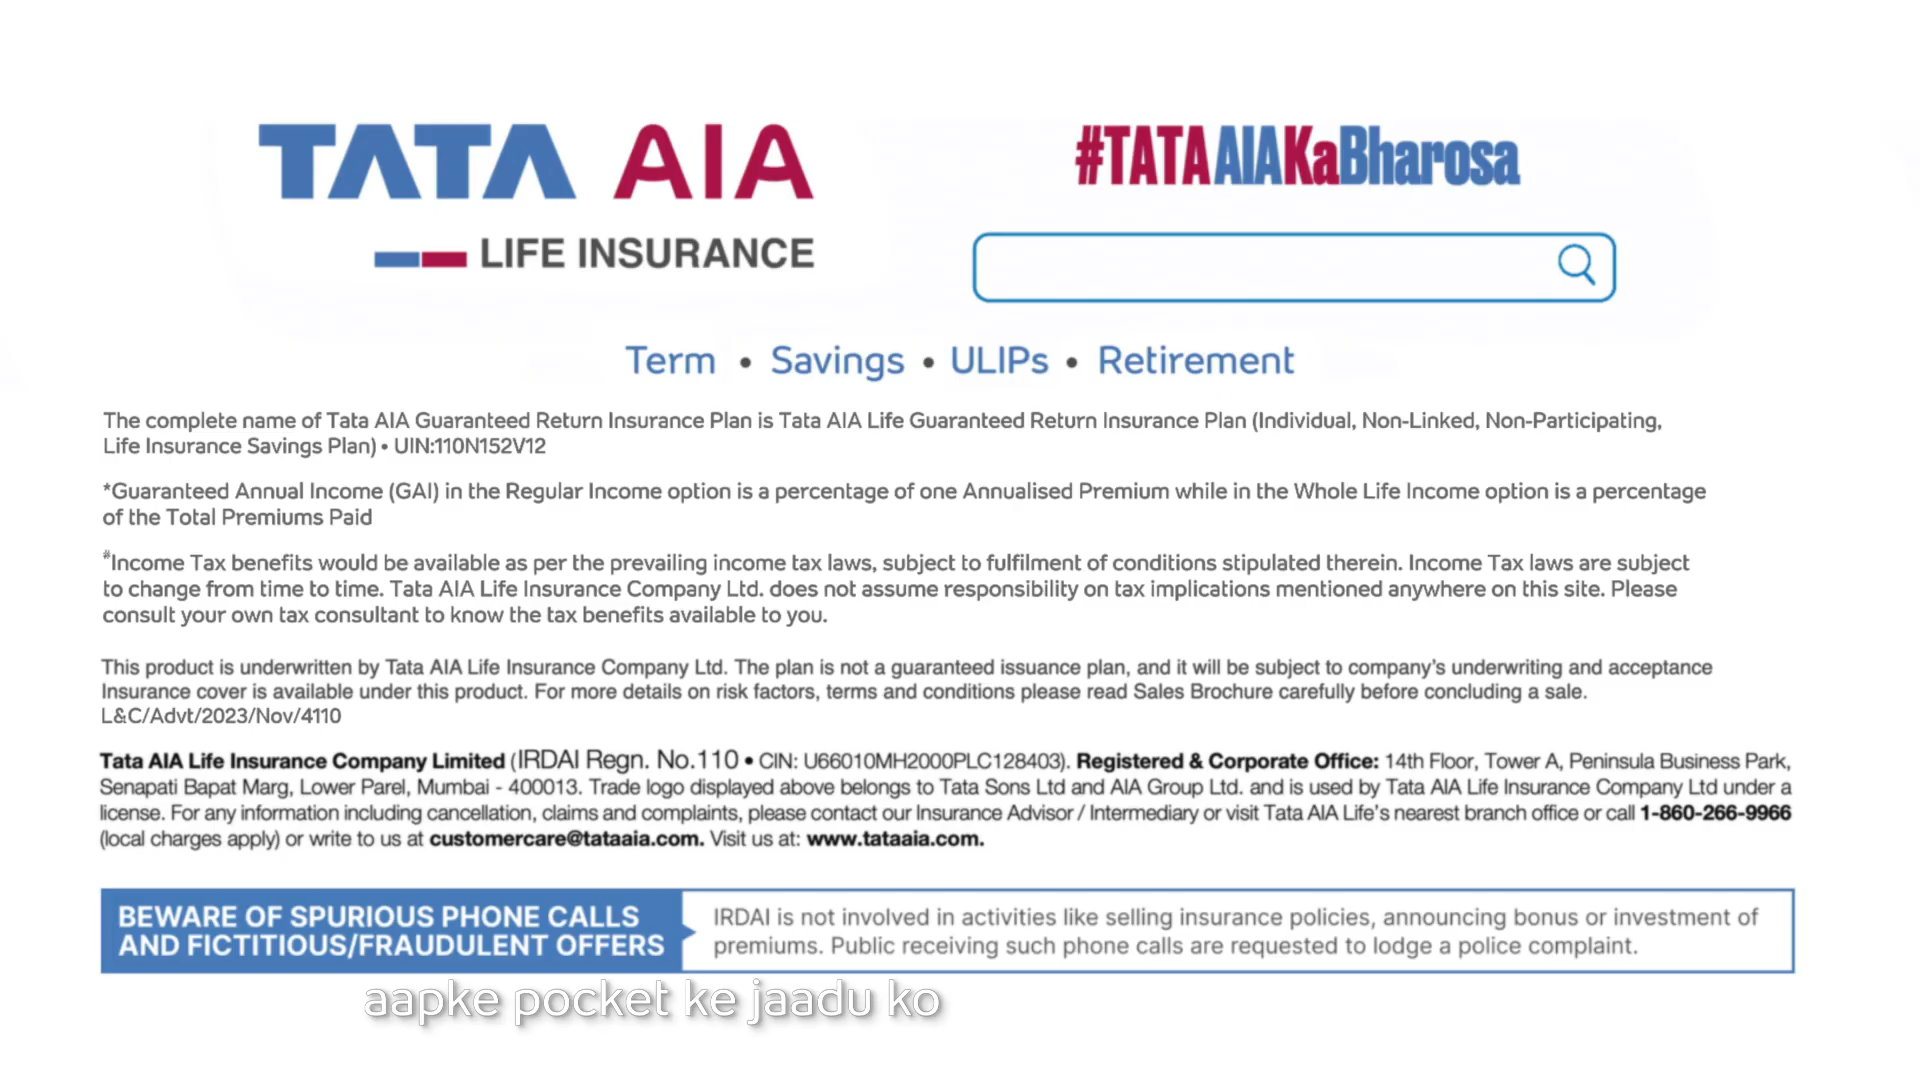 TATA AIA
LIFE INSURANCE
#TATAAIAKaBharosa
Term • Savings • ULIPs • Retirement
The complete name of Tata AIA Guaranteed Return Insurance Plan is Tata AIA Life Guaranteed Return Insurance Plan (Individual, Non-Linked, Non-Participating,
Life Insurance Savings Plan) • UIN:110N152V12
*Guaranteed Annual Income (GAI) in the Regular Income option is a percentage of one Annualised Premium while in the Whole Life Income option is a percentage
of the Total Premiums Paid
#Income Tax benefits would be available as per the prevailing income tax laws, subject to fulfilment of conditions stipulated therein. Income Tax laws are subject
to change from time to time. Tata AIA Life Insurance Company Ltd. does not assume responsibility on tax implications mentioned anywhere on this site. Please
consult your own tax consultant to know the tax benefits available to you.
This product is underwritten by Tata AIA Life Insurance Company Ltd. The plan is not a guaranteed issuance plan, and it will be subject to company's underwriting and acceptance
Insurance cover is available under this product. For more details on risk factors, terms and conditions please read Sales Brochure carefully before concluding a sale.
L&C/Advt/2023/Nov/4110
Tata AIA Life Insurance Company Limited (IRDAI Regn. No.110 • CIN: U66010MH2000PLC128403). Registered & Corporate Office: 14th Floor, Tower A, Peninsula Business Park,
Senapati Bapat Marg, Lower Parel, Mumbai - 400013. Trade logo displayed above belongs to Tata Sons Ltd and AIA Group Ltd. and is used by Tata AIA Life Insurance Company Ltd under a
license. For any information including cancellation, claims and complaints, please contact our Insurance Advisor / Intermediary or visit Tata AIA Life's nearest branch office or call 1-860-266-9966
(local charges apply) or write to us at customercare@tataaia.com. Visit us at: www.tataaia.com.
BEWARE OF SPURIOUS PHONE CALLS
AND FICTITIOUS/FRAUDULENT OFFERS
IRDAI is not involved in activities like selling insurance policies, announcing bonus or investment of
premiums. Public receiving such phone calls are requested to lodge a police complaint.
aapke pocket ke jaadu ko